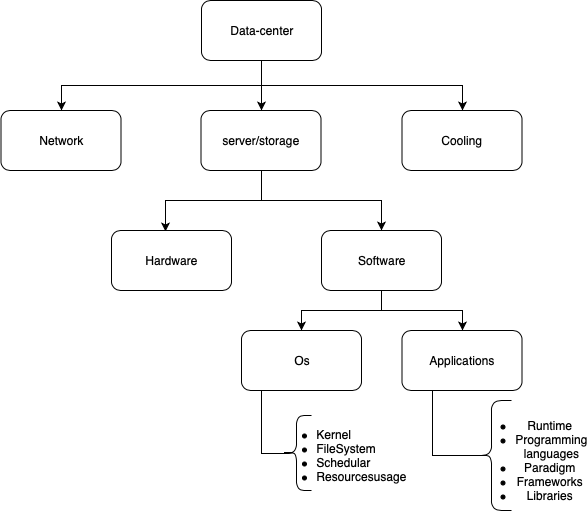 Data-center
Network
server/storage
Cooling
Hardware
Software
Os
Applications
Kernel
FileSystem
Schedular
Resourcesusage
Runtime
Programming
languages
Paradigm
Frameworks
Libraries